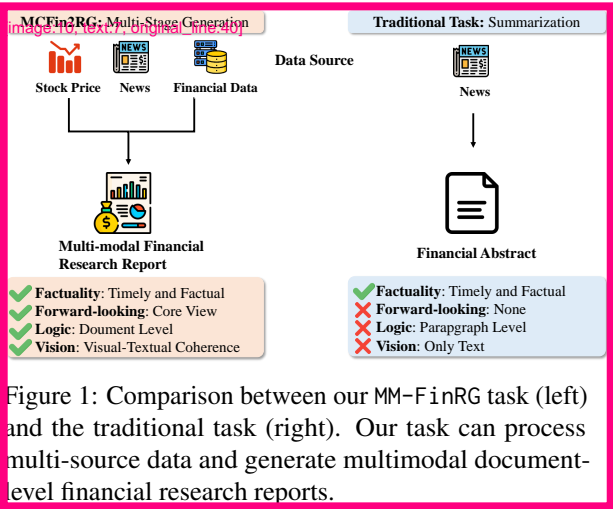 MCFin2RG: Multi-Stage Generation
image:10, text:7, original_line:40]
Traditional Task: Summarization
NEWS
Stock Price News Financial Data
Data Source
NEWS
News
Multi-modal Financial
Research Report
Financial Abstract
Factuality: Timely and Factual
Forward-looking: Core View
Logic: Doument Level
Vision: Visual-Textual Coherence
Factuality: Timely and Factual
Forward-looking: None
Logic: Parapgraph Level
Vision: Only Text
Figure 1: Comparison between our MM-FinRG task (left)
and the traditional task (right). Our task can process
multi-source data and generate multimodal document-
level financial research reports.